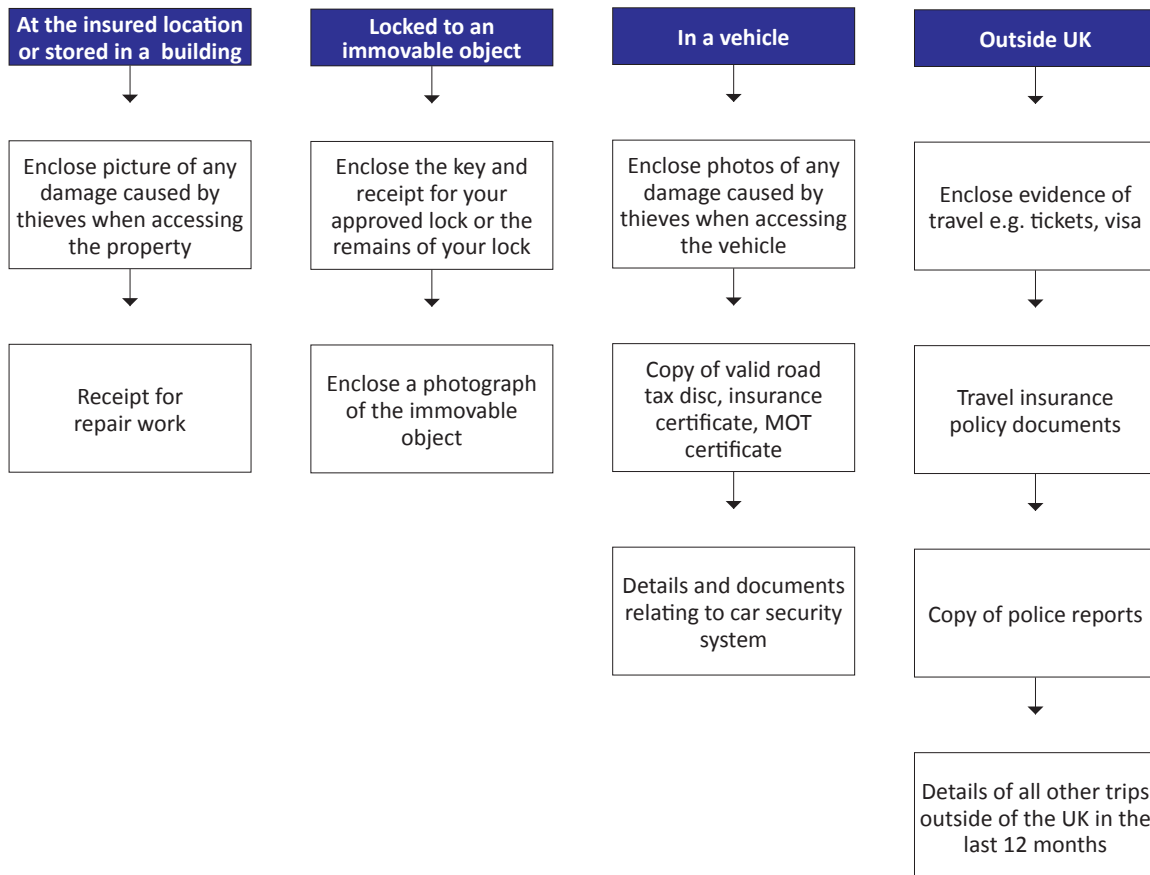 At the insured location
or stored in a building
Enclose picture of any
damage caused by
thieves when accessing
the property
Receipt for
repair work
Locked to an
immovable object
Enclose the key and
receipt for your
approved lock or the
remains of your lock
Enclose a photograph
of the immovable
object
In a vehicle
Enclose photos of any
damage caused by
thieves when accessing
the vehicle
Copy of valid road
tax disc, insurance
certificate, MOT
certificate
Details and documents
relating to car security
system
Outside UK
Enclose evidence of
travel e.g. tickets, visa
Travel insurance
policy documents
Copy of police reports
Details of all other trips
outside of the UK in the
last 12 months